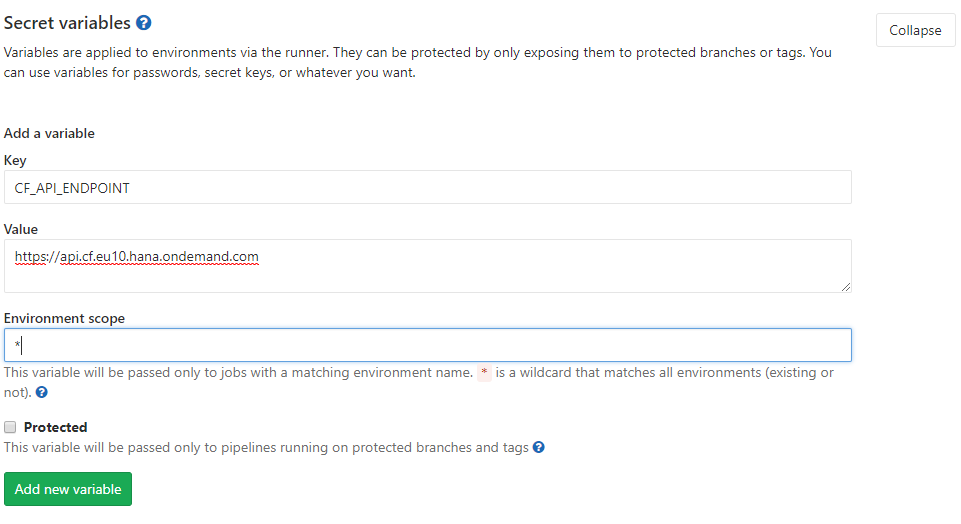 Secret variables ?
Collapse
Variables are applied to environments via the runner. They can be protected by only exposing them to protected branches or tags. You
can use variables for passwords, secret keys, or whatever you want.
Add a variable
Key
CF_API_ENDPOINT
Value
https://api.cf.eu10.hana.ondemand.com
Environment scope
*
This variable will be passed only to jobs with a matching environment name. * is a wildcard that matches all environments (existing or
not). ?
Protected
This variable will be passed only to pipelines running on protected branches and tags ?
Add new variable